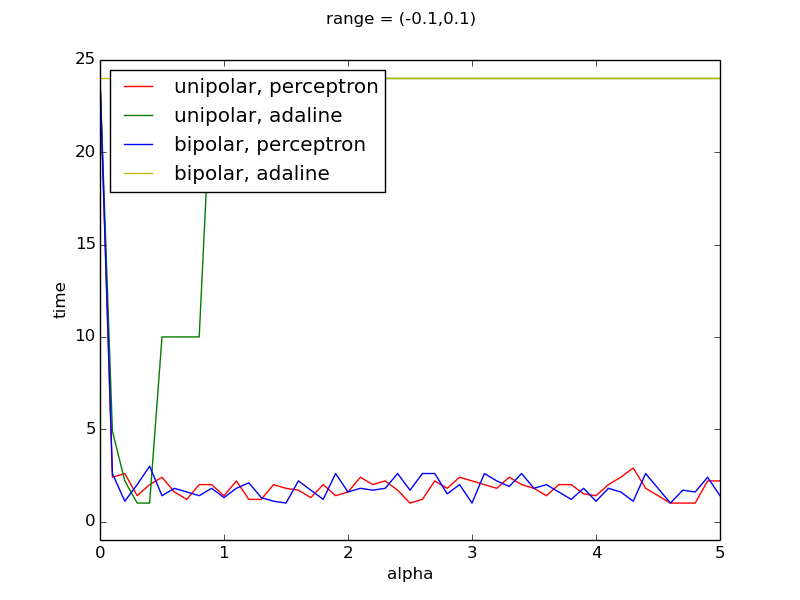 range = (-0.1,0.1)
25
20
15
10
5
0
time
unipolar, perceptron
unipolar, adaline
bipolar, perceptron
bipolar, adaline
0 1 2 3 4 5
alpha